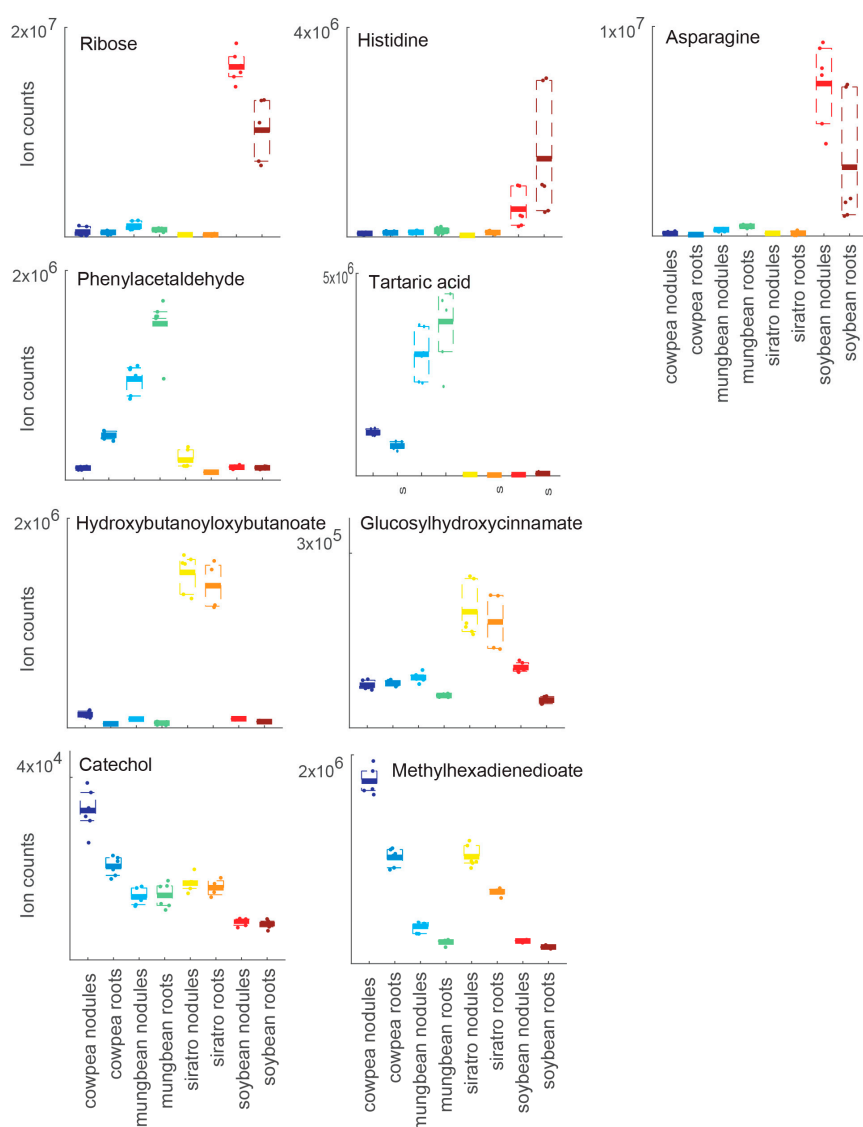 2x10^7
Ribose
Ion counts
4x10^6
Histidine
1x10^7
Asparagine
cowpea nodules
cowpea roots
mungbean nodules
mungbean roots
siratro nodules
siratro roots
soybean nodules
soybean roots
2x10^6
Phenylacetaldehyde
Ion counts
5x10^6
Tartaric acid
s
s
s
2x10^6
Hydroxybutanoyloxybutanoate
Ion counts
3x10^5
Glucosylhydroxycinnamate
4x10^4
Catechol
Ion counts
2x10^6
Methylhexadienedioate
cowpea nodules
cowpea roots
mungbean nodules
mungbean roots
siratro nodules
siratro roots
soybean nodules
soybean roots
cowpea nodules
cowpea roots
mungbean nodules
mungbean roots
siratro nodules
siratro roots
soybean nodules
soybean roots